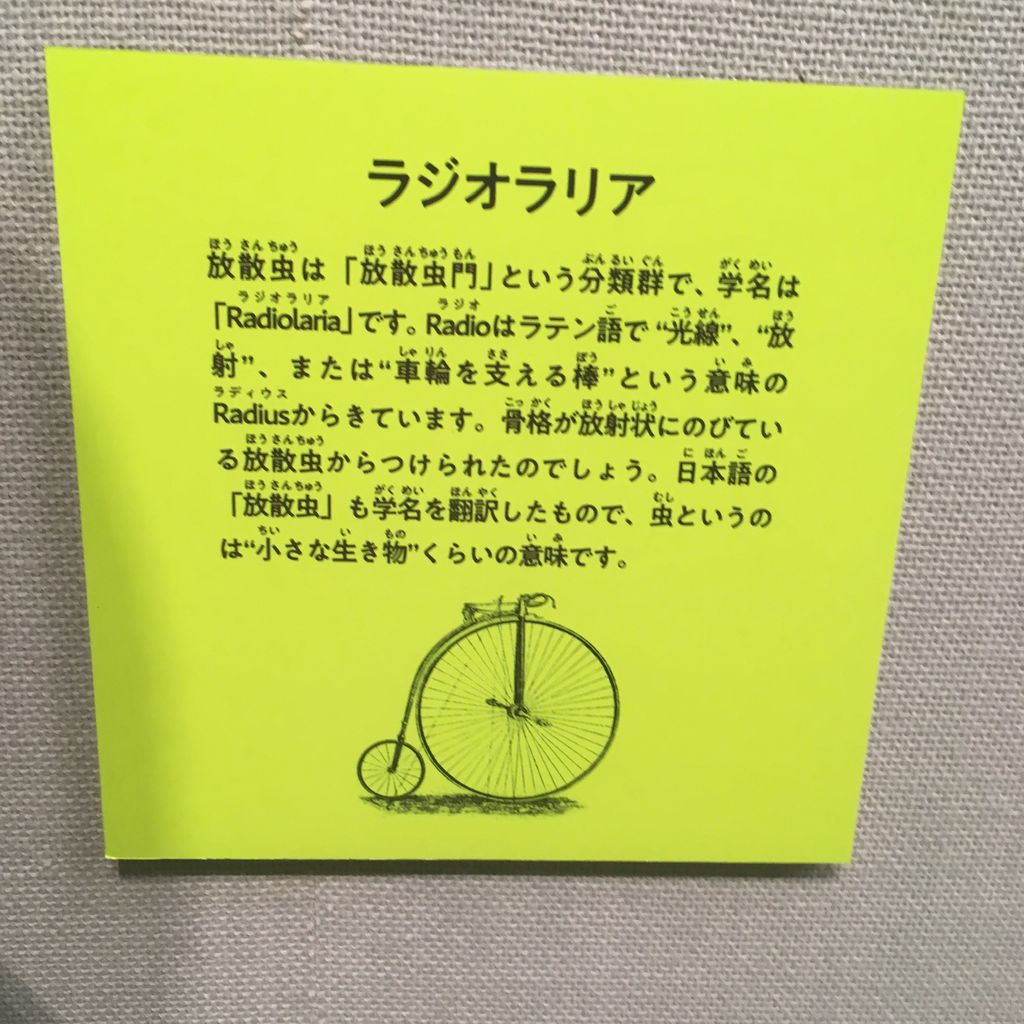 ラジオラリア
放散虫は「放散虫門」という分類群で、学名は
「Radiolaria」です。Radioはラテン語で“光線”、“放
射”、または“車輪を支える棒”という意味の
Radiusからきています。骨格が放射状にのびてい
る放散虫からつけられたのでしょう。日本語の
「放散虫」も学名を翻訳したもので、虫というの
は“小さな生き物”くらいの意味です。